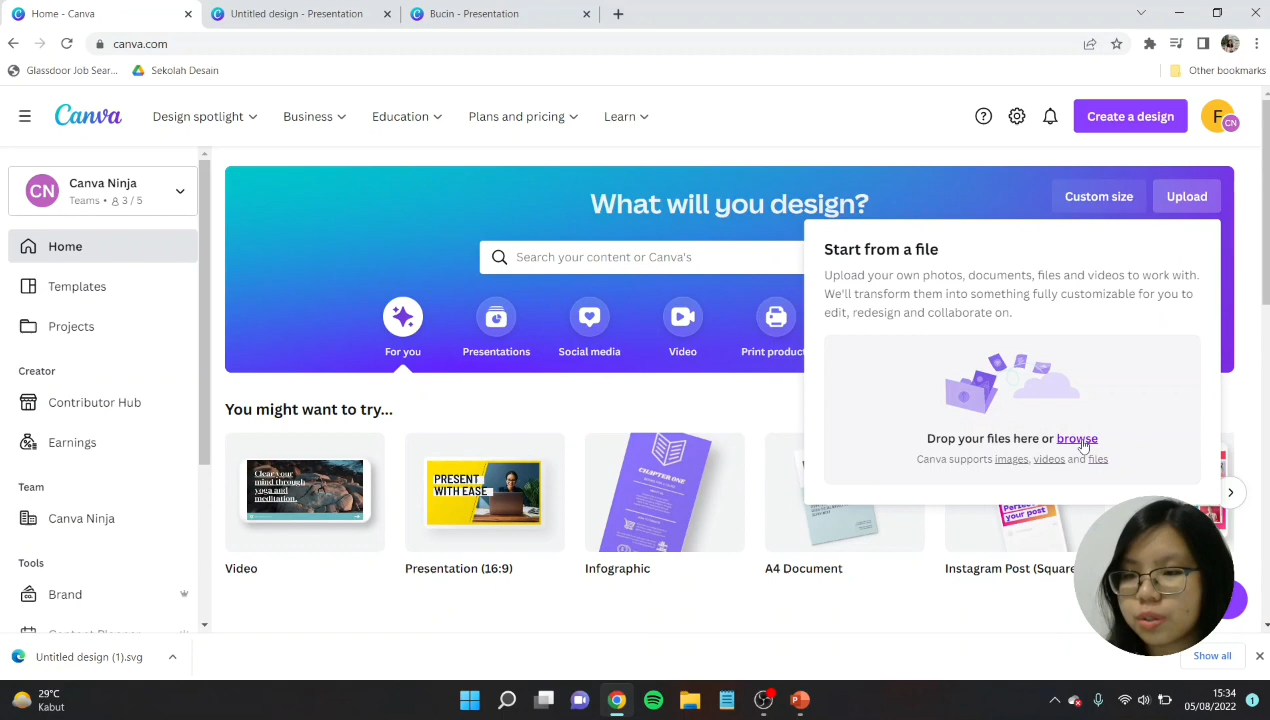 Home - Canva
Untitled design - Presentation
Bucin - Presentation
canva.com
Glassdoor Job Sear...
Sekolah Desain
Other bookmarks
Canva
Design spotlight
Business
Education
Plans and pricing
Learn
Create a design
F
CN
CN
Canva Ninja
Teams • 3 / 5
Home
Templates
Projects
Creator
Contributor Hub
Earnings
Team
Canva Ninja
Tools
Brand
Content Planner
What will you design?
Custom size
Upload
Search your content or Canva's
For you
Presentations
Social media
Video
Print product
Start from a file
Upload your own photos, documents, files and videos to work with.
We'll transform them into something fully customizable for you to
edit, redesign and collaborate on.
Drop your files here or browse
Canva supports images, videos and files
You might want to try...
Clear your
mind through
yoga and
meditation.
PRESENT
WITH EASE
CHAPTER ONE
Perfe
your post
Video
Presentation (16:9)
Infographic
A4 Document
Instagram Post (Square
Untitled design (1).svg
Show all
29°C
Kabut
15:34
05/08/2022
1